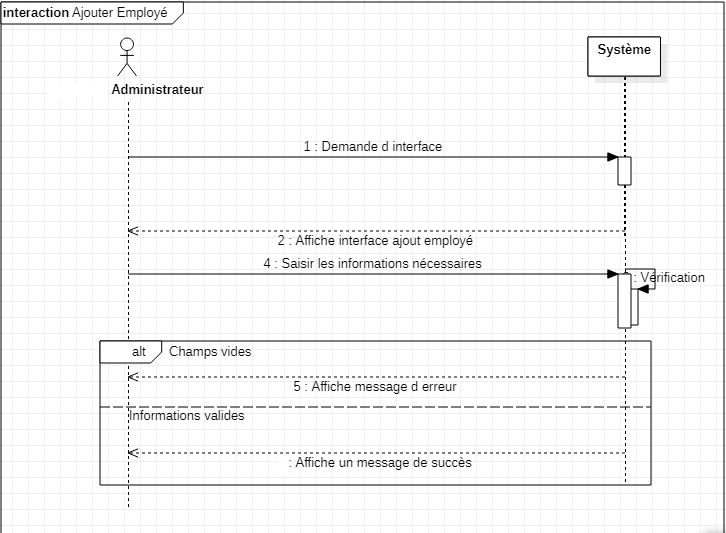 interaction Ajouter Employé
Administrateur
Système
1 : Demande d interface
2 : Affiche interface ajout employé
4 : Saisir les informations nécessaires
: Vérification
alt
Champs vides
5 : Affiche message d erreur
Informations valides
: Affiche un message de succès